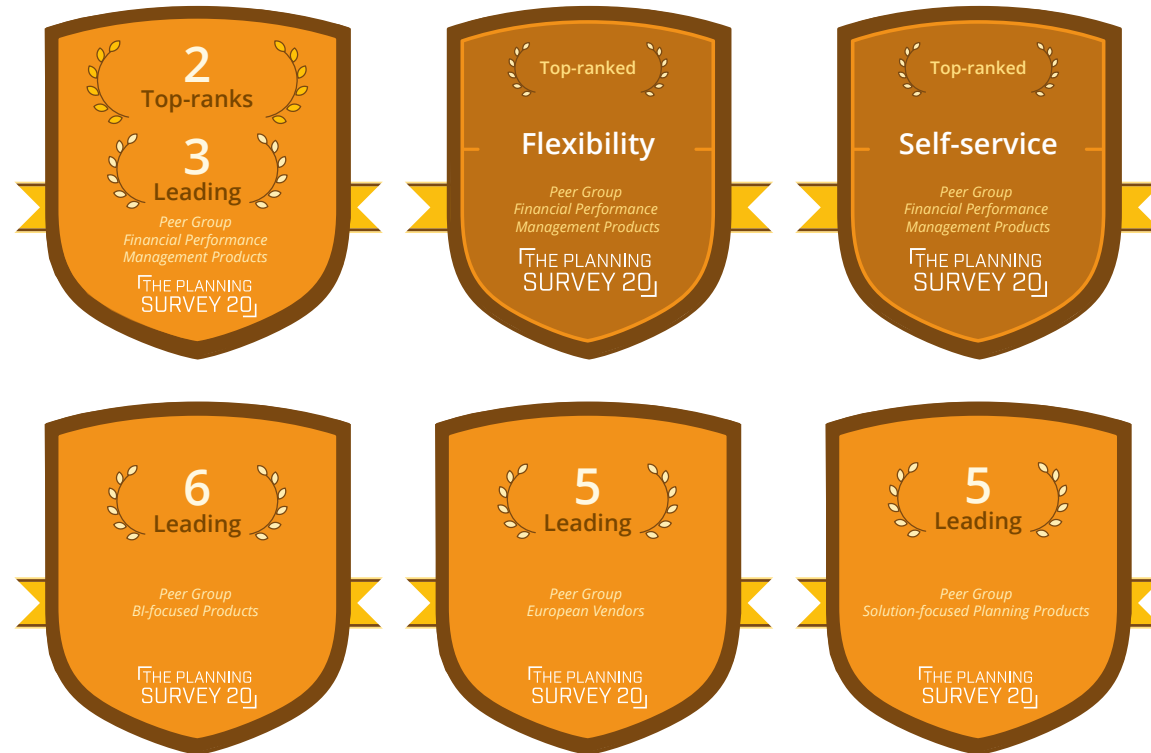 2
Top-ranks
3
Leading
Peer Group
Financial Performance
Management Products
THE PLANNING
SURVEY 20
Top-ranked
Flexibility
Peer Group
Financial Performance
Management Products
THE PLANNING
SURVEY 20
Top-ranked
Self-service
Peer Group
Financial Performance
Management Products
THE PLANNING
SURVEY 20
6
Leading
Peer Group
BI-focused Products
THE PLANNING
SURVEY 20
5
Leading
Peer Group
European Vendors
THE PLANNING
SURVEY 20
5
Leading
Peer Group
Solution-focused Planning Products
THE PLANNING
SURVEY 20